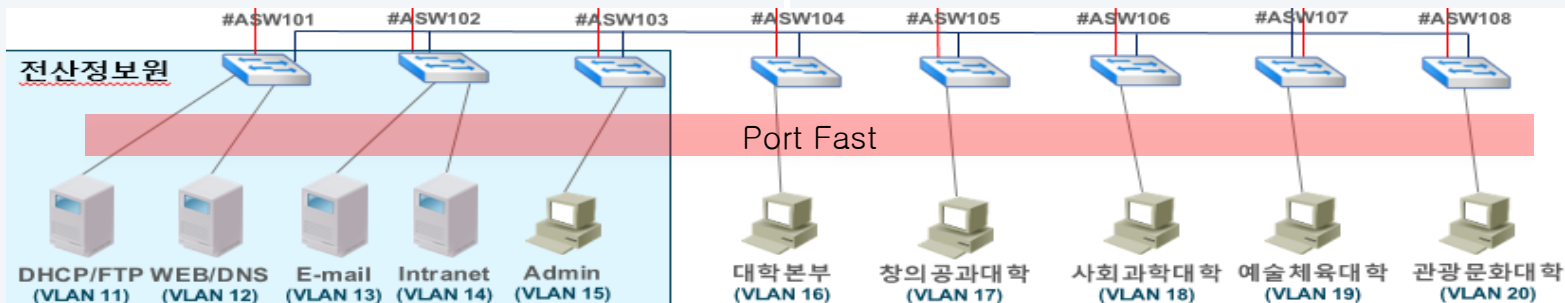 #ASW101 #ASW102 #ASW103 #ASW104 #ASW105 #ASW106 #ASW107 #ASW108
전산정보원
Port Fast
DHCP/FTP WEB/DNS E-mail Intranet Admin 대학본부 창의공과대학 사회과학대학 예술체육대학 관광문화대학
(VLAN 11) (VLAN 12) (VLAN 13) (VLAN 14) (VLAN 15) (VLAN 16) (VLAN 17) (VLAN 18) (VLAN 19) (VLAN 20)